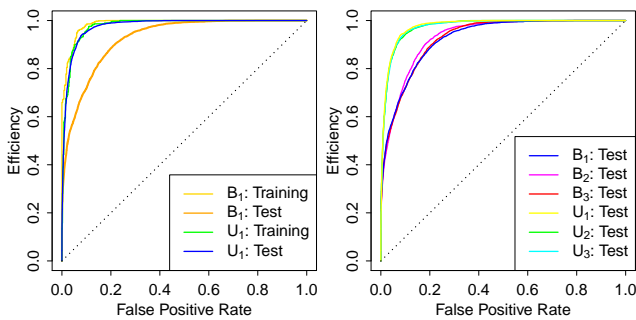 Efficiency
1.0
0.8
0.6
0.4
0.2
0.0
B₁: Training
B₁: Test
U₁: Training
U₁: Test
0.0 0.2 0.4 0.6 0.8 1.0
False Positive Rate
Efficiency
1.0
0.8
0.6
0.4
0.2
0.0
B₁: Test
B₂: Test
B₃: Test
U₁: Test
U₂: Test
U₃: Test
0.0 0.2 0.4 0.6 0.8 1.0
False Positive Rate